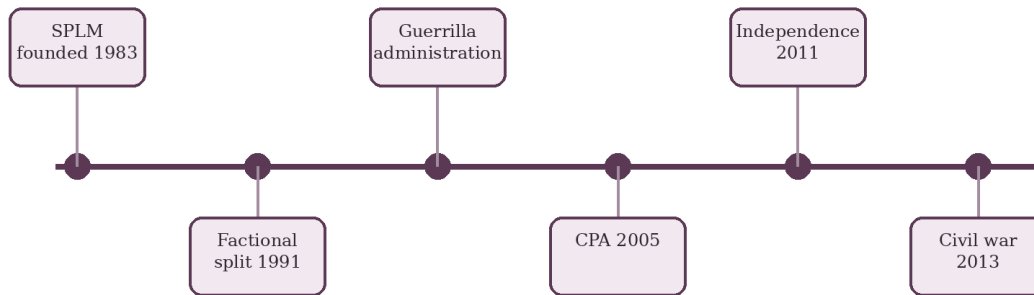 SPLM
founded 1983
Factional
split 1991
Guerrilla
administration
CPA 2005
Independence
2011
Civil war
2013